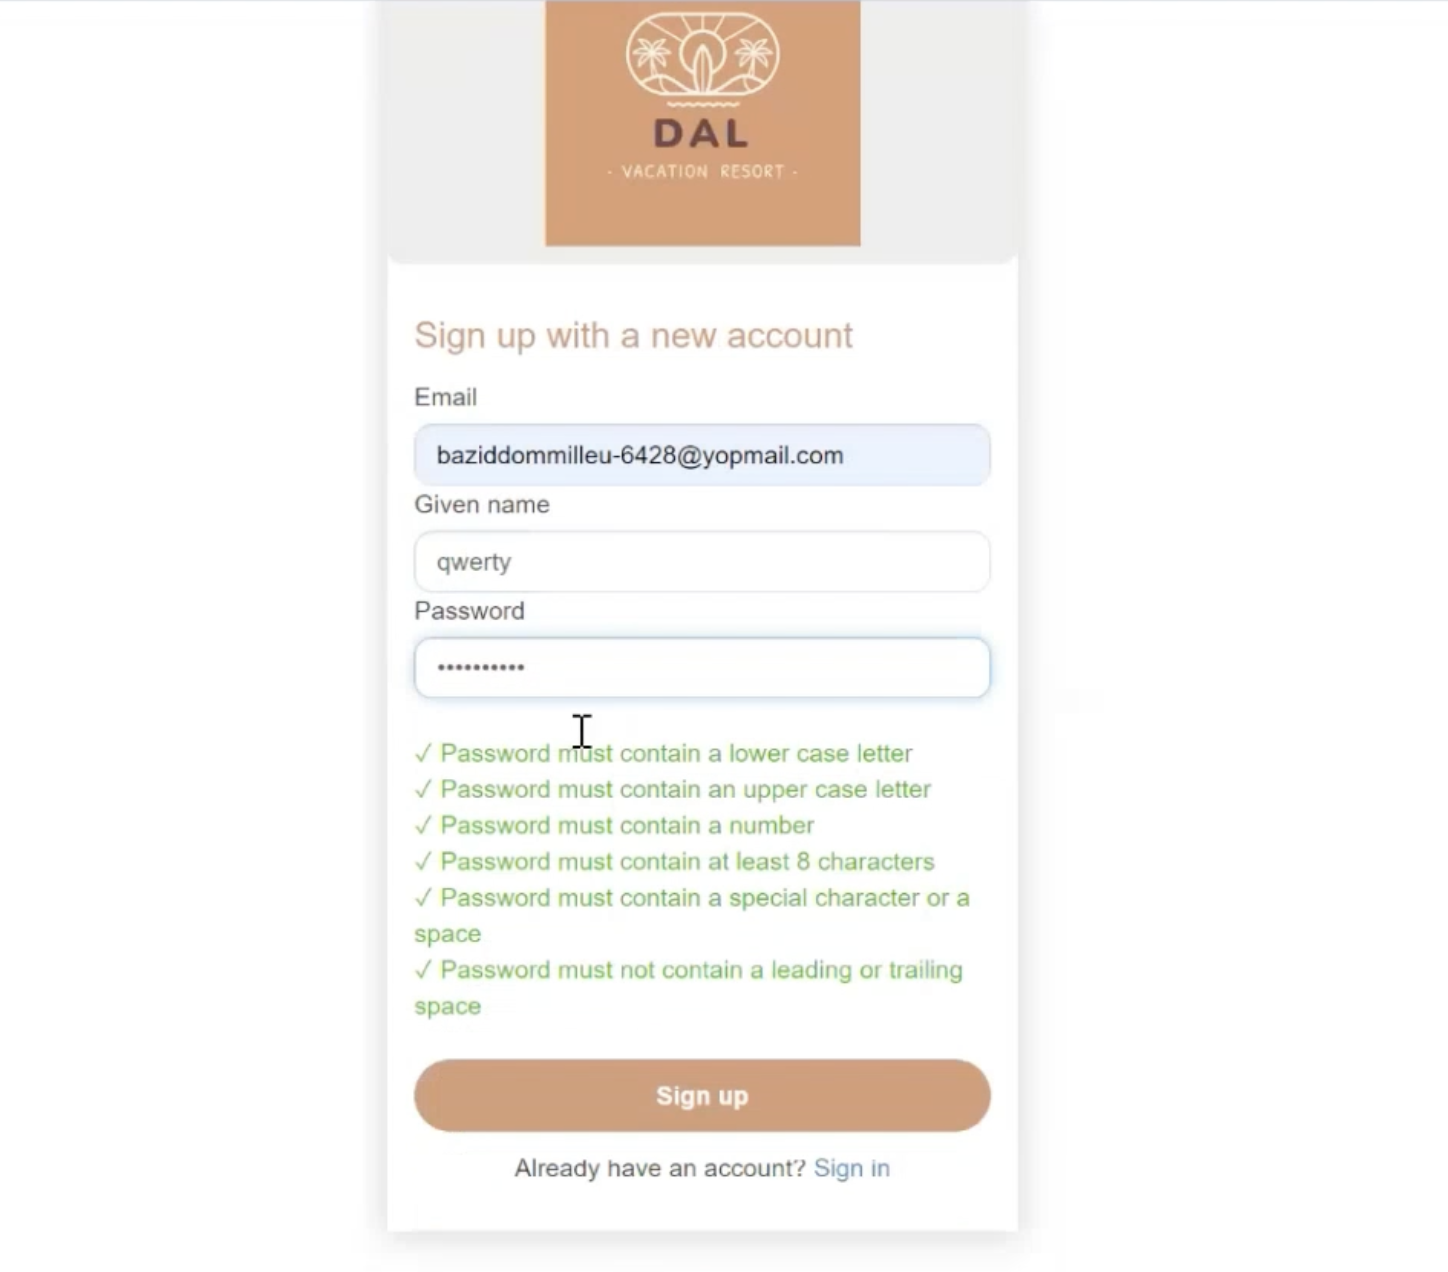 DAL
- VACATION RESORT -
Sign up with a new account
Email
baziddommilleu-6428@yopmail.com
Given name
qwerty
Password
••••••••••
✓ Password must contain a lower case letter
✓ Password must contain an upper case letter
✓ Password must contain a number
✓ Password must contain at least 8 characters
✓ Password must contain a special character or a
space
✓ Password must not contain a leading or trailing
space
Sign up
Already have an account? Sign in